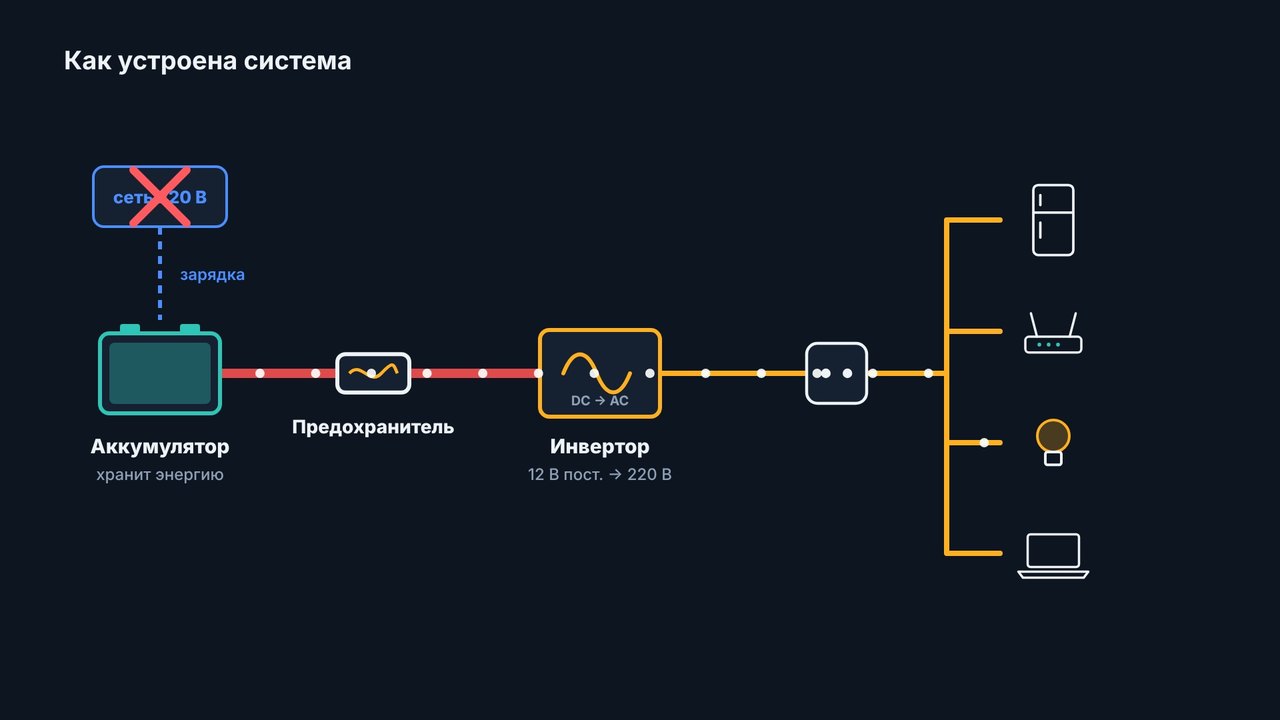 Как устроена система
сеть 20 В
зарядка
DC → AC
Аккумулятор
хранит энергию
Предохранитель
Инвертор
12 В пост. → 220 В